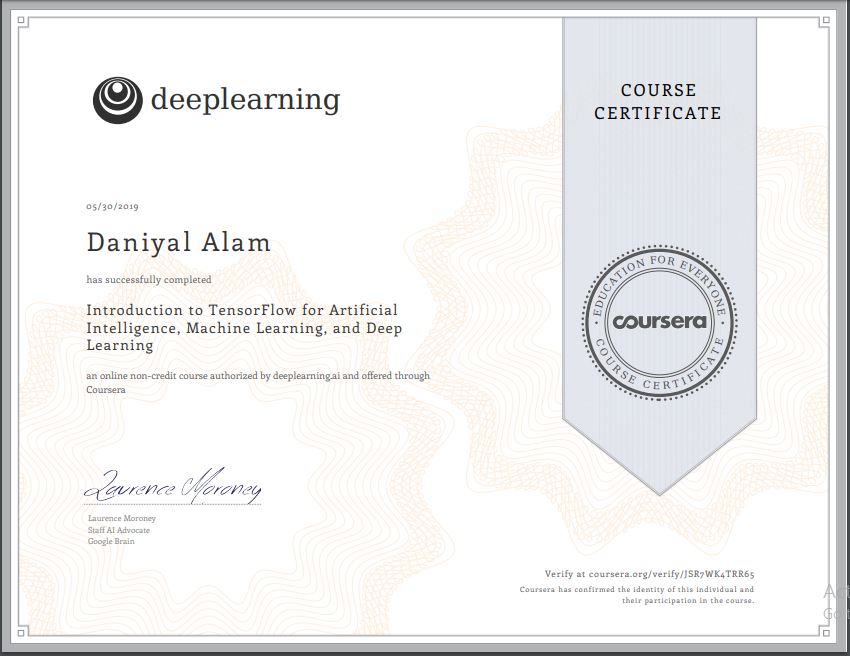 deeplearning
COURSE
CERTIFICATE
05/30/2019
Daniyal Alam
has successfully completed
Introduction to TensorFlow for Artificial
Intelligence, Machine Learning, and Deep
Learning
an online non-credit course authorized by deeplearning.ai and offered through
Coursera
EDUCATION FOR EVERYONE
coursera
COURSE CERTIFICATE
Laurence Moroney
Laurence Moroney
Staff AI Advocate
Google Brain
Verify at coursera.org/verify/JSR7WK4TRR65
Coursera has confirmed the identity of this individual and
their participation in the course.